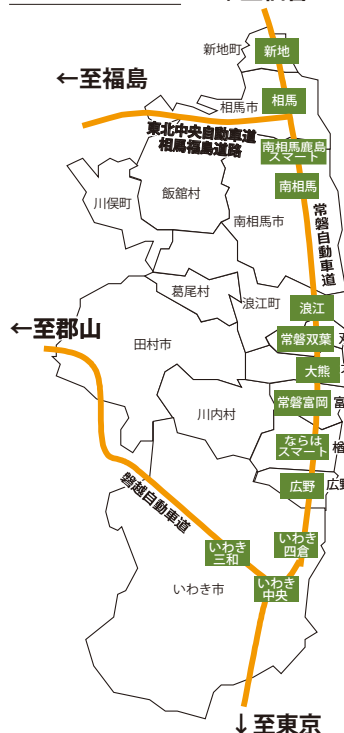 新地町
新地
←至福島
相馬市
相馬
東北中央自動車道
相馬福島道路
南相馬鹿島
スマート
飯舘村
南相馬
川俣町
南相馬市
常磐自動車道
葛尾村
浪江町
浪江
←至郡山
田村市
常磐双葉
大熊
川内村
常磐富岡
富
ならは
スマート
楢
広野
広野
磐越自動車道
いわき
四倉
いわき
三和
いわき市
いわき
中央
↓至東京